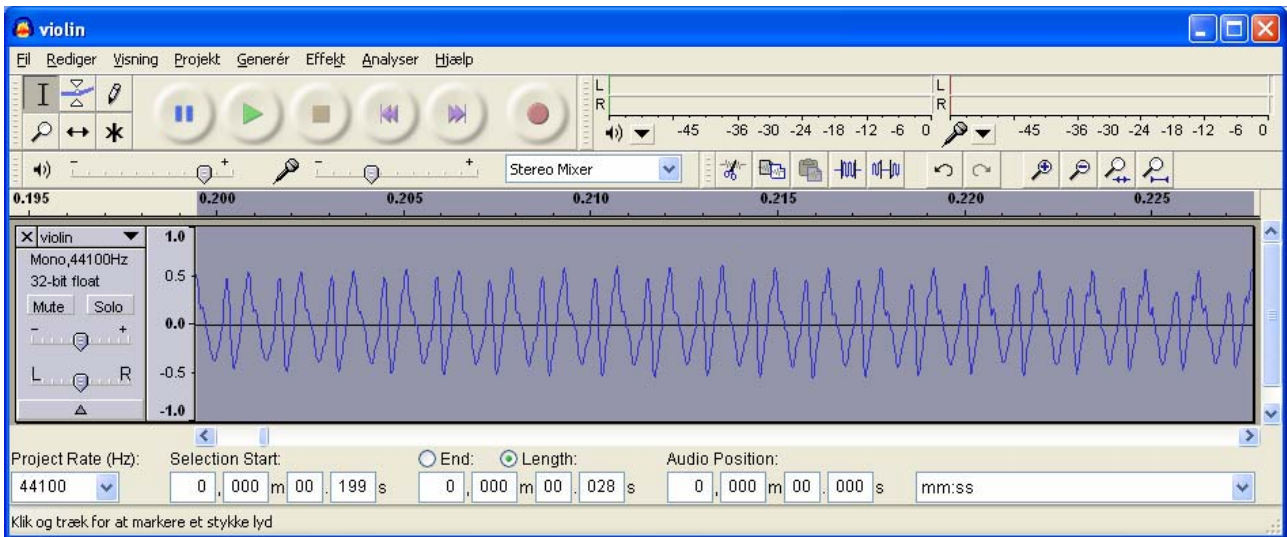 violin
Fil Rediger Visning Projekt Generér Effekt Analyser Hjælp
L
R
-45 -36 -30 -24 -18 -12 -6 0
L
R
-45 -36 -30 -24 -18 -12 -6 0
- + - + Stereo Mixer
0.195 0.200 0.205 0.210 0.215 0.220 0.225
X violin
Mono,44100Hz
32-bit float
Mute Solo
- +
L R
1.0
0.5
0.0
-0.5
-1.0
Project Rate (Hz): Selection Start: End: Length: Audio Position:
44100 0 , 000 m 00 . 199 s 0 , 000 m 00 . 028 s 0 , 000 m 00 . 000 s mm:ss
Klik og træk for at markere et stykke lyd